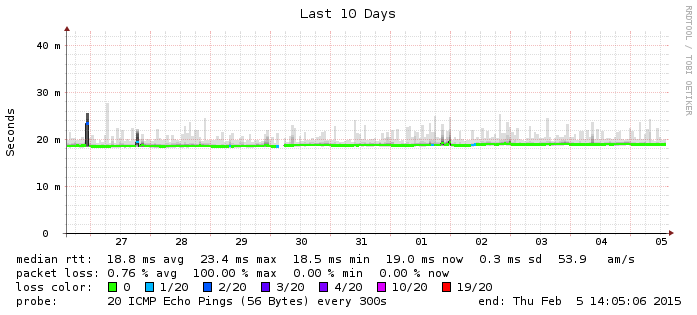 Last 10 Days
RRDTOOL / TOBI OETIKER
Seconds
40 m
30 m
20 m
10 m
0
27 28 29 30 31 01 02 03 04 05
median rtt: 18.8 ms avg 23.4 ms max 18.5 ms min 19.0 ms now 0.3 ms sd 53.9 am/s
packet loss: 0.76 % avg 100.00 % max 0.00 % min 0.00 % now
loss color: 0 1/20 2/20 3/20 4/20 10/20 19/20
probe: 20 ICMP Echo Pings (56 Bytes) every 300s end: Thu Feb 5 14:05:06 2015